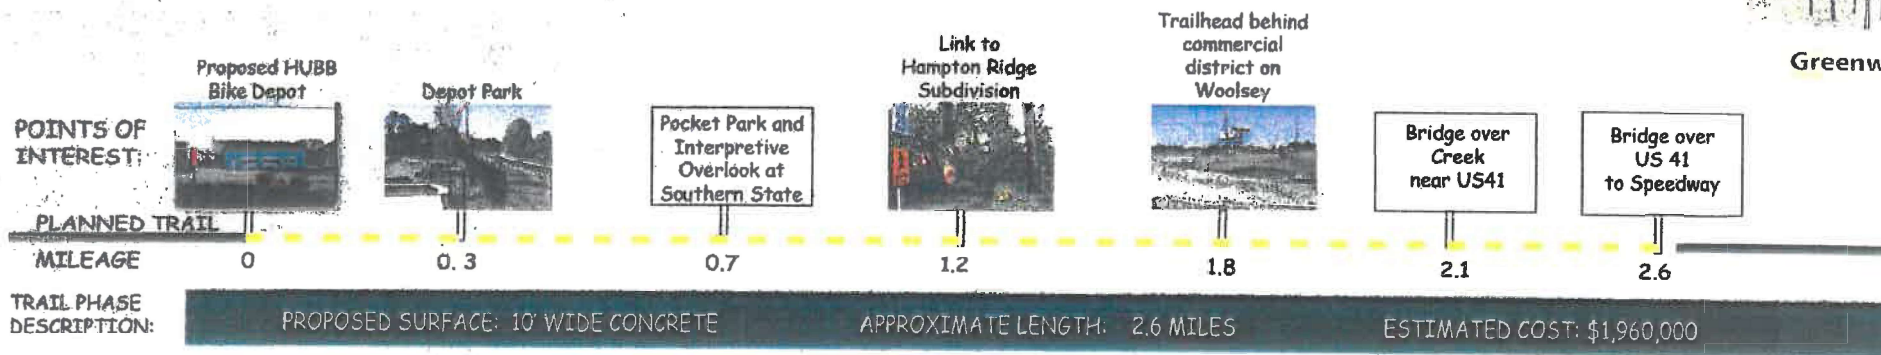 Greenw
Proposed HUBB
Bike Depot
Depot Park
Pocket Park and
Interpretive
Overlook at
Southern State
Link to
Hampton Ridge
Subdivision
Trailhead behind
commercial
district on
Woolsey
Bridge over
Creek
near US41
Bridge over
US 41
to Speedway
POINTS OF
INTEREST:
PLANNED TRAIL
MILEAGE
0
0.3
0.7
1.2
1.8
2.1
2.6
TRAIL PHASE
DESCRIPTION:
PROPOSED SURFACE: 10' WIDE CONCRETE
APPROXIMATE LENGTH: 2.6 MILES
ESTIMATED COST: $1,960,000